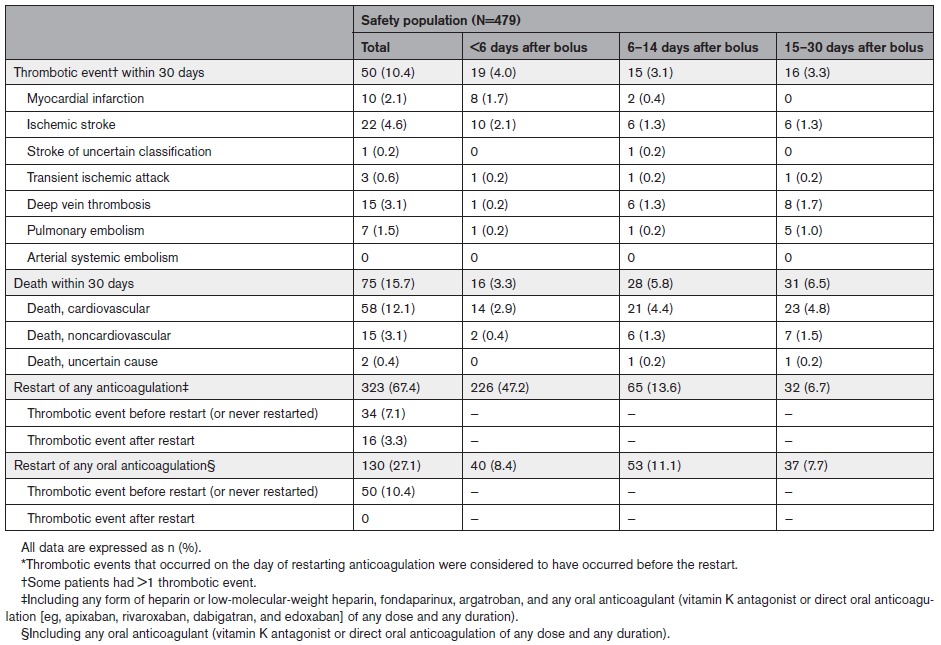 Safety population (N=479)
Total <6 days after bolus 6–14 days after bolus 15–30 days after bolus
Thrombotic event† within 30 days 50 (10.4) 19 (4.0) 15 (3.1) 16 (3.3)
Myocardial infarction 10 (2.1) 8 (1.7) 2 (0.4) 0
Ischemic stroke 22 (4.6) 10 (2.1) 6 (1.3) 6 (1.3)
Stroke of uncertain classification 1 (0.2) 0 1 (0.2) 0
Transient ischemic attack 3 (0.6) 1 (0.2) 1 (0.2) 1 (0.2)
Deep vein thrombosis 15 (3.1) 1 (0.2) 6 (1.3) 8 (1.7)
Pulmonary embolism 7 (1.5) 1 (0.2) 1 (0.2) 5 (1.0)
Arterial systemic embolism 0 0 0 0
Death within 30 days 75 (15.7) 16 (3.3) 28 (5.8) 31 (6.5)
Death, cardiovascular 58 (12.1) 14 (2.9) 21 (4.4) 23 (4.8)
Death, noncardiovascular 15 (3.1) 2 (0.4) 6 (1.3) 7 (1.5)
Death, uncertain cause 2 (0.4) 0 1 (0.2) 1 (0.2)
Restart of any anticoagulation‡ 323 (67.4) 226 (47.2) 65 (13.6) 32 (6.7)
Thrombotic event before restart (or never restarted) 34 (7.1) – – –
Thrombotic event after restart 16 (3.3) – – –
Restart of any oral anticoagulation§ 130 (27.1) 40 (8.4) 53 (11.1) 37 (7.7)
Thrombotic event before restart (or never restarted) 50 (10.4) – – –
Thrombotic event after restart 0 – – –
All data are expressed as n (%).
*Thrombotic events that occurred on the day of restarting anticoagulation were considered to have occurred before the restart.
†Some patients had >1 thrombotic event.
‡Including any form of heparin or low-molecular-weight heparin, fondaparinux, argatroban, and any oral anticoagulant (vitamin K antagonist or direct oral anticoagu-
lation [eg, apixaban, rivaroxaban, dabigatran, and edoxaban] of any dose and any duration).
§Including any oral anticoagulant (vitamin K antagonist or direct oral anticoagulation of any dose and any duration).